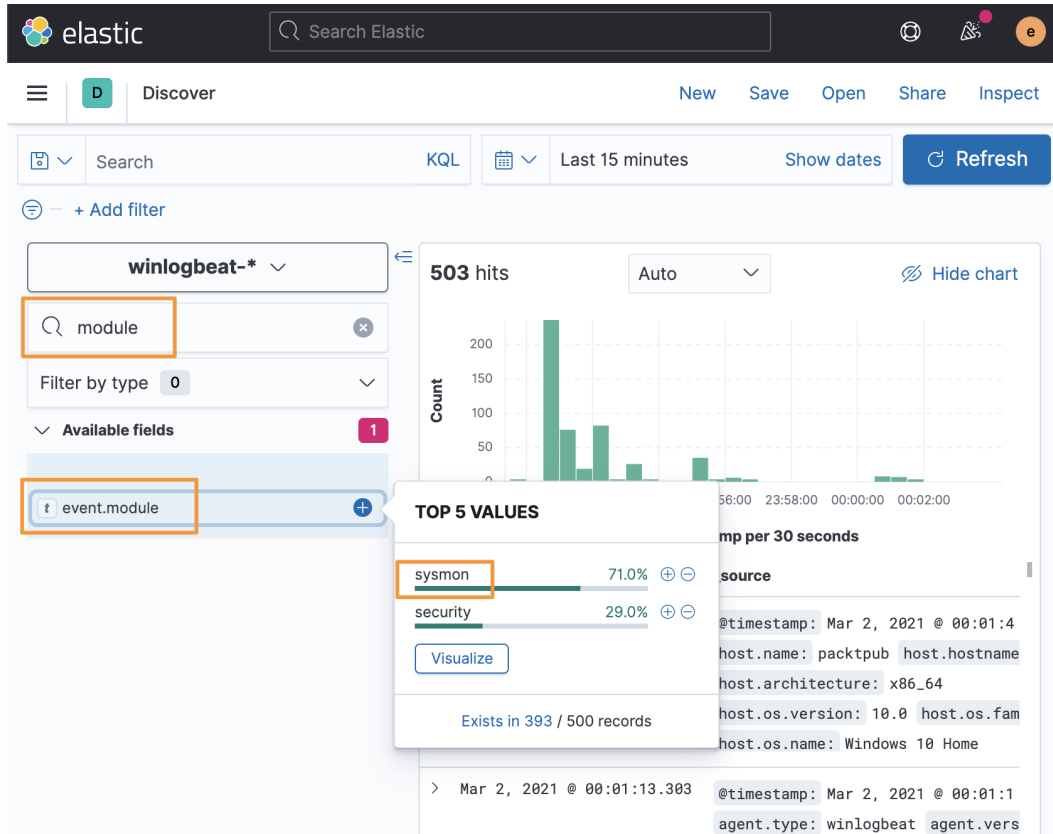 elastic
Search Elastic
e
D
Discover
New Save Open Share Inspect
Search
KQL
Last 15 minutes
Show dates
Refresh
+ Add filter
winlogbeat-*
503 hits
Auto
Hide chart
module
Filter by type 0
Available fields
1
t event.module
200
150
100
50
0
Count
56:00 23:58:00 00:00:00 00:02:00
mp per 30 seconds
TOP 5 VALUES
sysmon 71.0%
security 29.0%
Visualize
Exists in 393 / 500 records
source
@timestamp: Mar 2, 2021 @ 00:01:4
host.name: packtpub host.hostname
host.architecture: x86_64
host.os.version: 10.0 host.os.fam
host.os.name: Windows 10 Home
Mar 2, 2021 @ 00:01:13.303
@timestamp: Mar 2, 2021 @ 00:01:1
agent.type: winlogbeat agent.vers